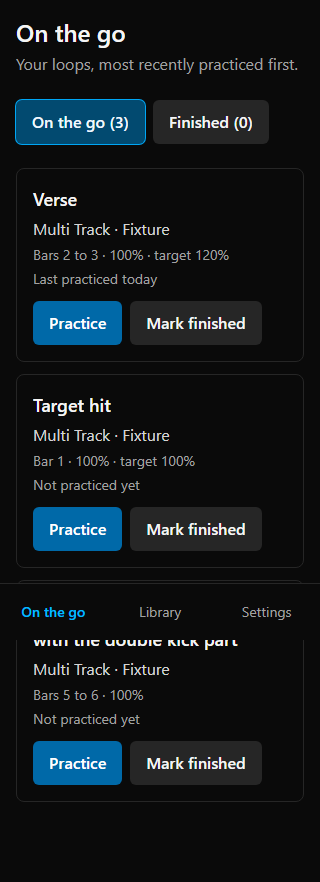 On the go
Your loops, most recently practiced first.
On the go (3)
Finished (0)
Verse
Multi Track · Fixture
Bars 2 to 3 · 100% · target 120%
Last practiced today
Practice
Mark finished
Target hit
Multi Track · Fixture
Bar 1 · 100% · target 100%
Not practiced yet
Practice
Mark finished
On the go
Library
Settings
with the double kick part
Multi Track · Fixture
Bars 5 to 6 · 100%
Not practiced yet
Practice
Mark finished